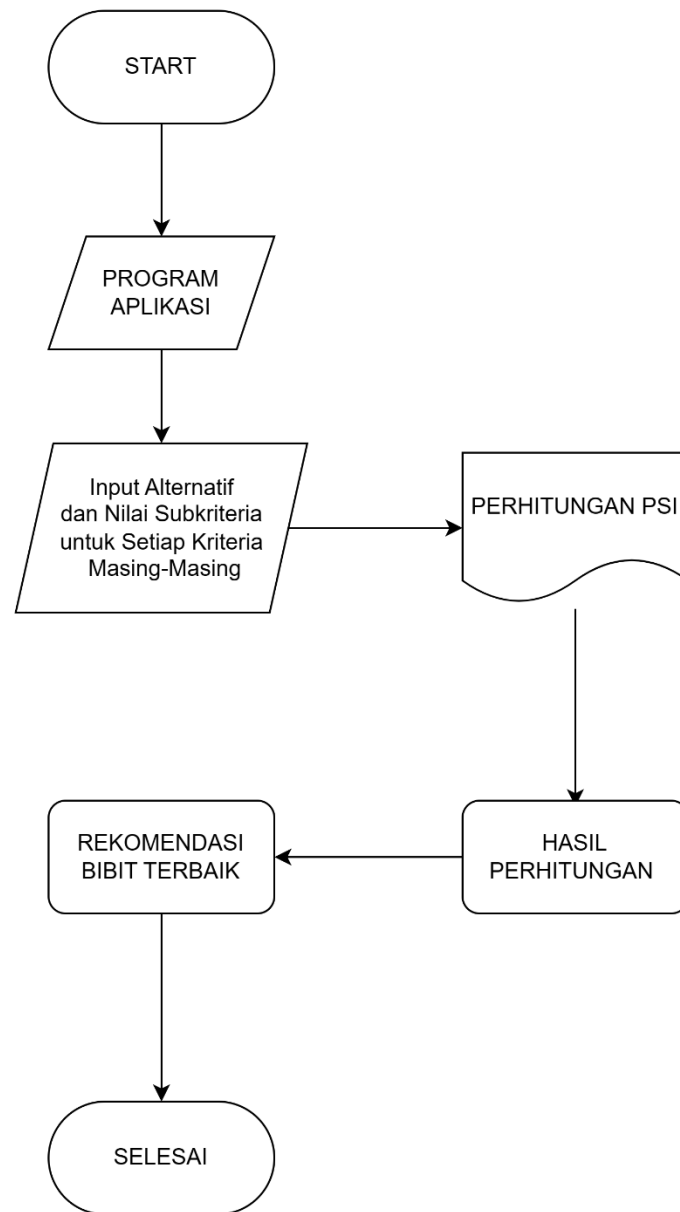 START
PROGRAM
APLIKASI
Input Alternatif
dan Nilai Subkriteria
untuk Setiap Kriteria
Masing-Masing
PERHITUNGAN PSI
HASIL
PERHITUNGAN
REKOMENDASI
BIBIT TERBAIK
SELESAI